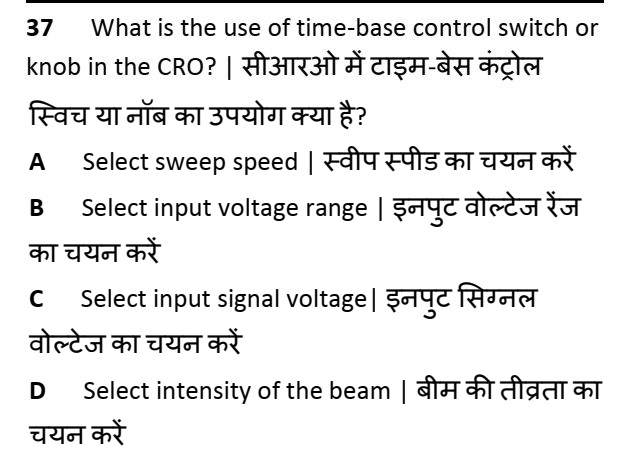 37 What is the use of time-base control switch or
knob in the CRO? | सीआरओ में टाइम-बेस कंट्रोल
स्विच या नॉब का उपयोग क्या है?
A Select sweep speed | स्वीप स्पीड का चयन करें
B Select input voltage range | इनपुट वोल्टेज रेंज
का चयन करें
C Select input signal voltage| इनपुट सिग्नल
वोल्टेज का चयन करें
D Select intensity of the beam | बीम की तीव्रता का
चयन करें